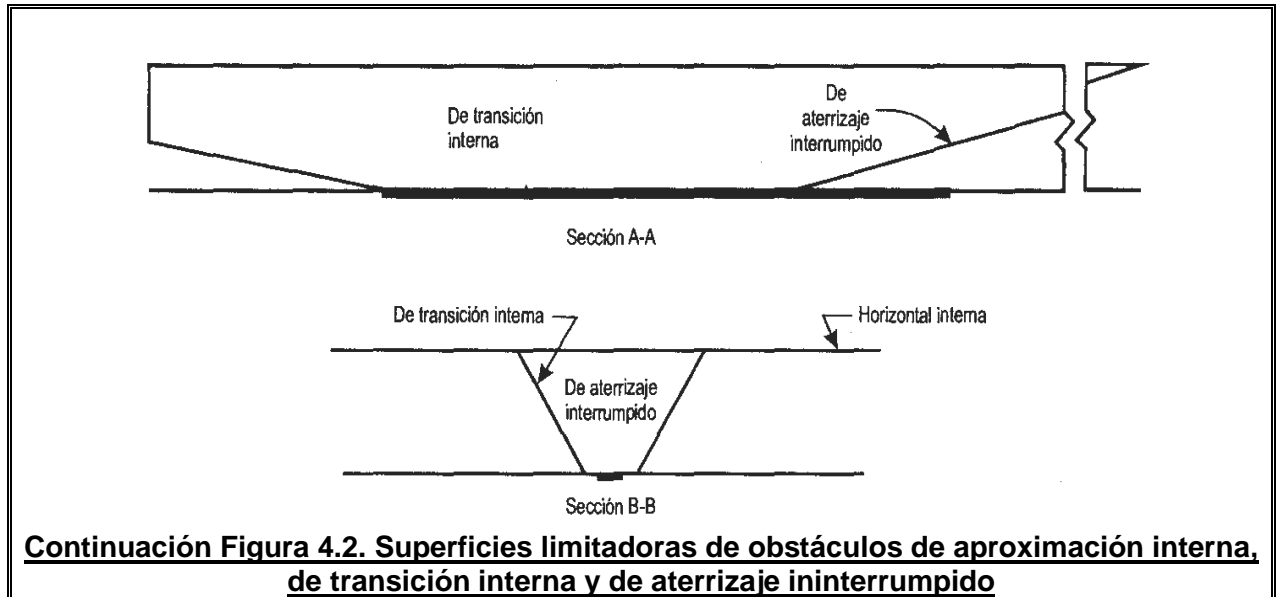 De transición
interna
De
aterrizaje
interrumpido
Sección A-A
De transición interna
Horizontal interna
De aterrizaje
interrumpido
Sección B-B
Continuación Figura 4.2. Superficies limitadoras de obstáculos de aproximación interna,
de transición interna y de aterrizaje ininterrumpido